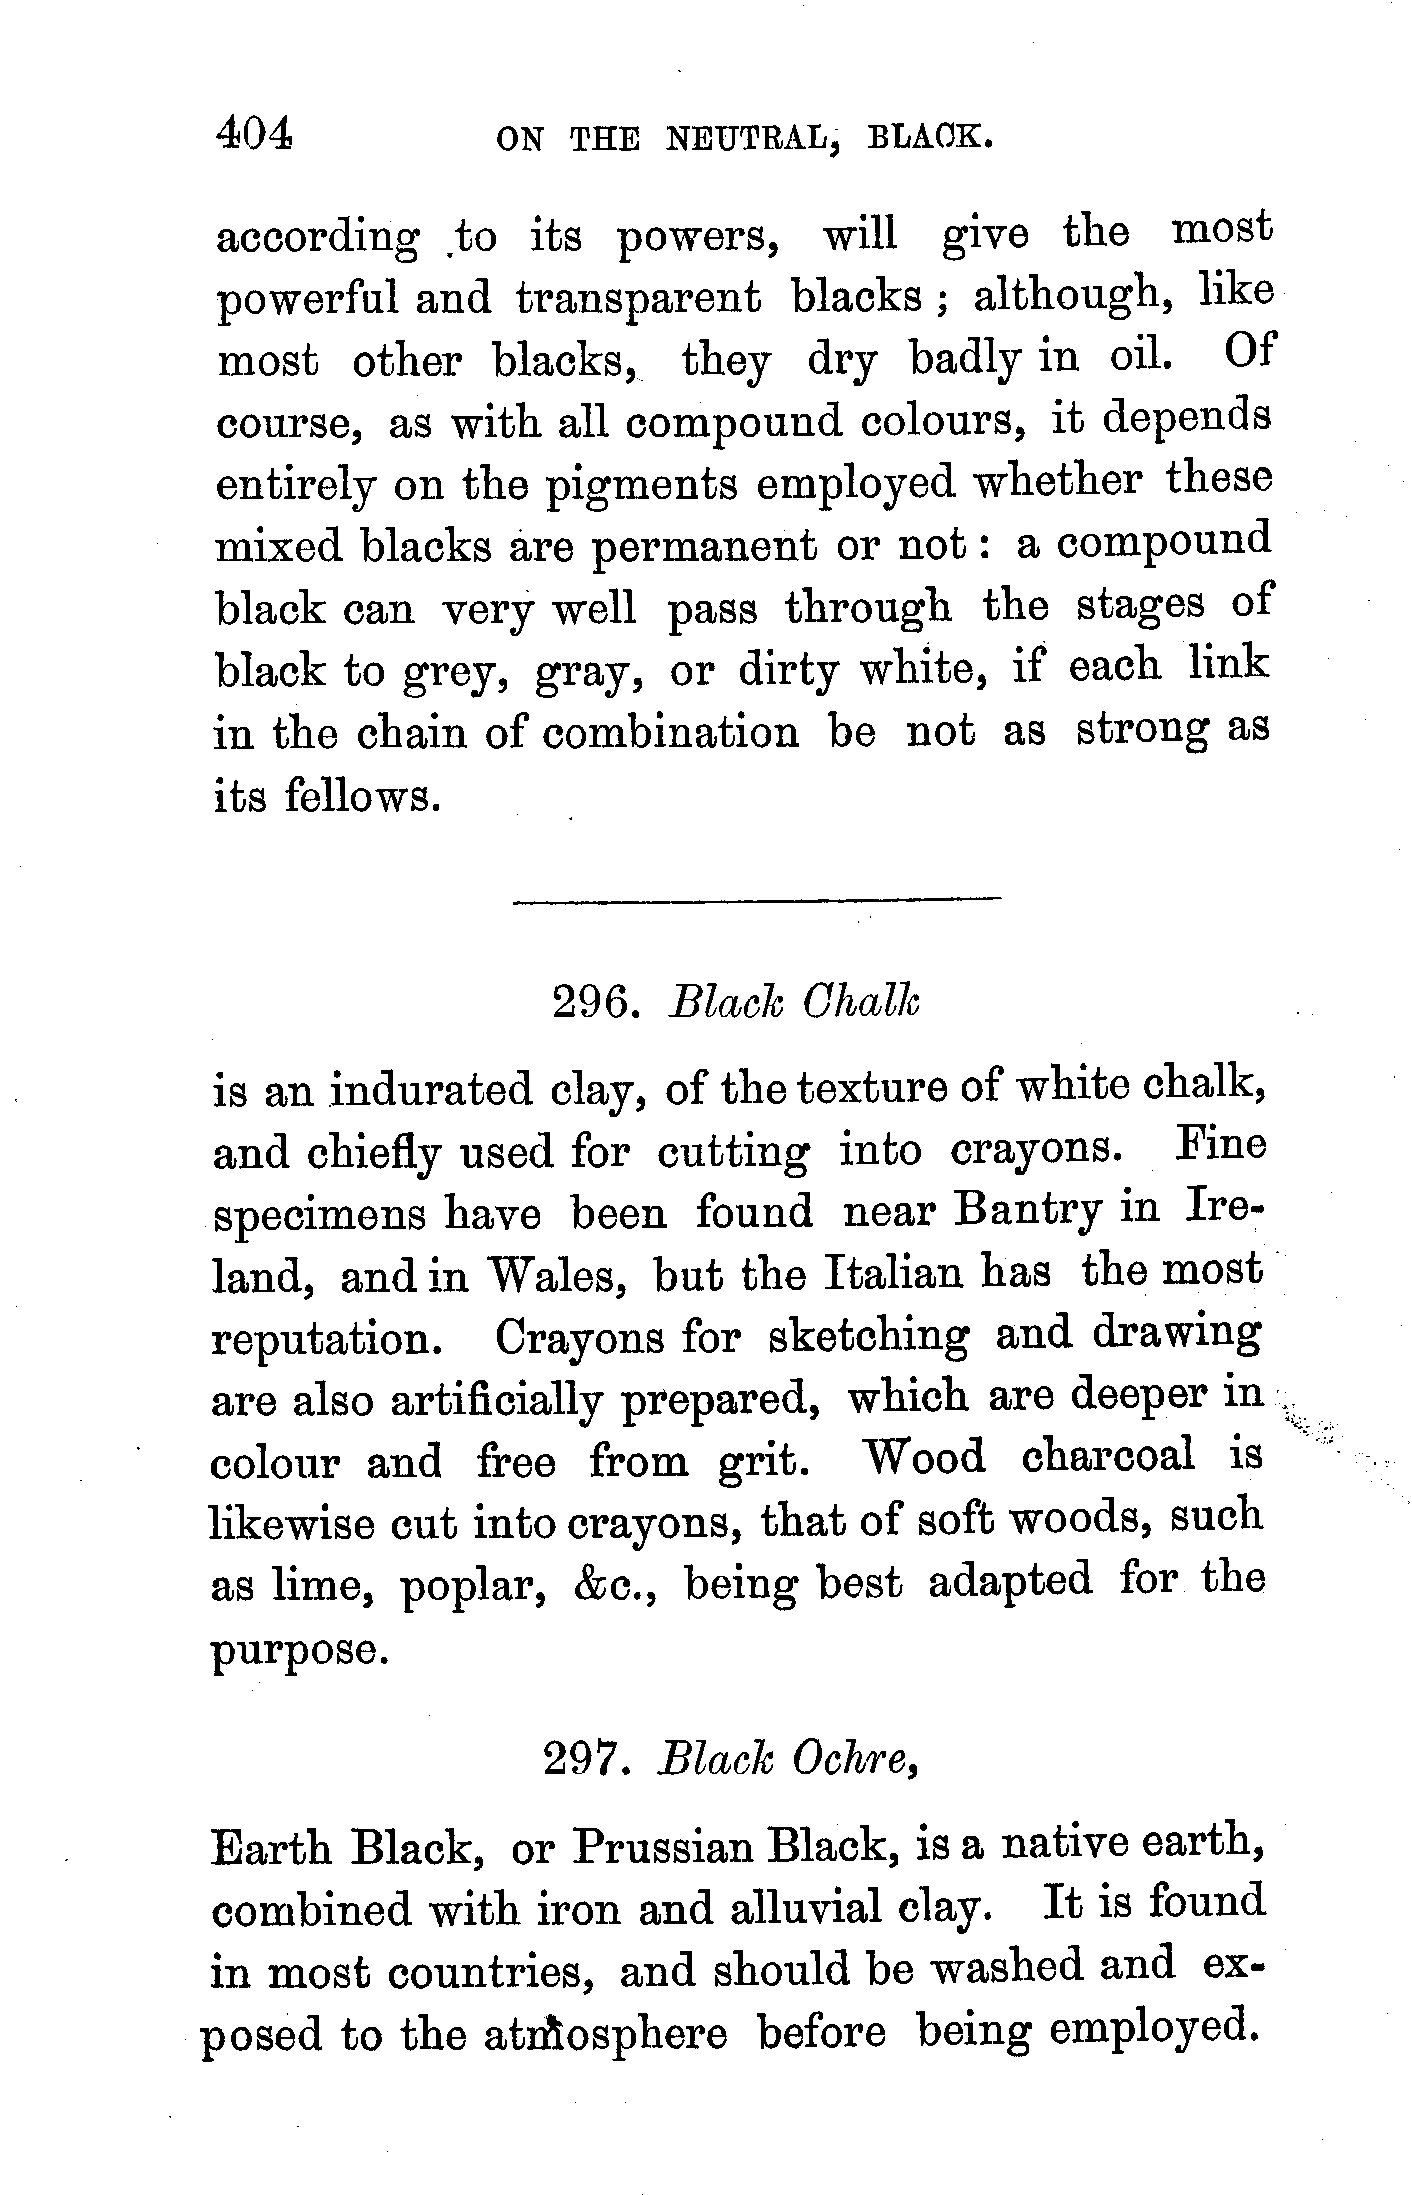 404 ON THE NEUTRAL, BLACK.
according to its powers, will give the most
powerful and transparent blacks ; although, like
most other blacks, they dry badly in oil. Of
course, as with all compound colours, it depends
entirely on the pigments employed whether these
mixed blacks are permanent or not : a compound
black can very well pass through the stages of
black to grey, gray, or dirty white, if each link
in the chain of combination be not as strong as
its fellows.
296. Black Chalk
is an indurated clay, of the texture of white chalk,
and chiefly used for cutting into crayons. Fine
specimens have been found near Bantry in Ire-
land, and in Wales, but the Italian has the most
reputation. Crayons for sketching and drawing
are also artificially prepared, which are deeper in
colour and free from grit. Wood charcoal is
likewise cut into crayons, that of soft woods, such
as lime, poplar, &c., being best adapted for the
purpose.
297. Black Ochre,
Earth Black, or Prussian Black, is a native earth,
combined with iron and alluvial clay. It is found
in most countries, and should be washed and ex-
posed to the atmosphere before being employed.